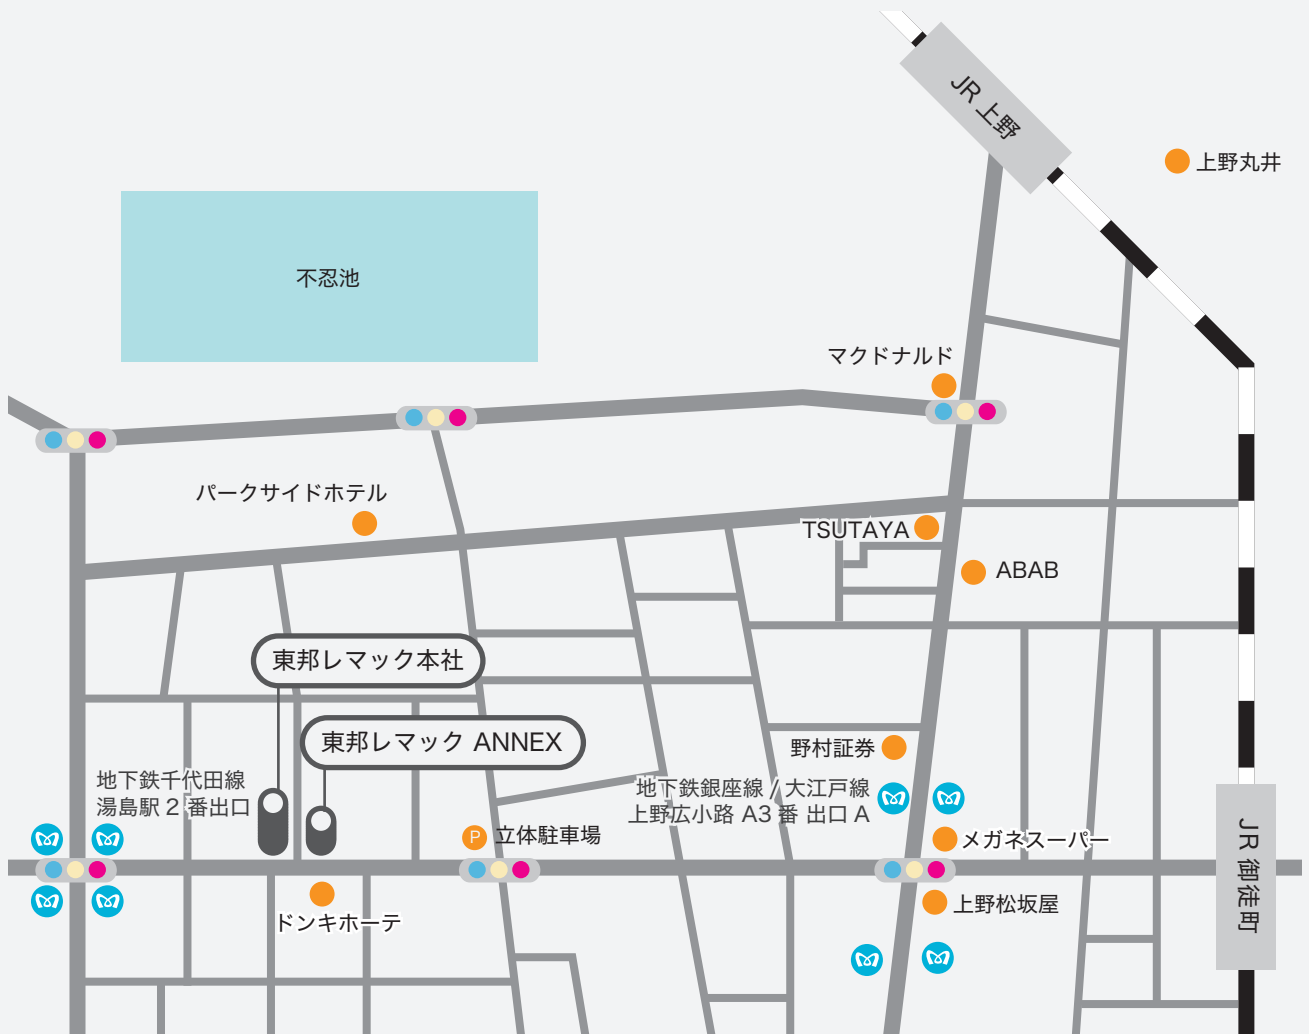 JR 上野
上野丸井
不忍池
マクドナルド
パークサイドホテル
TSUTAYA
ABAB
東邦レマック本社
東邦レマック ANNEX
野村証券
地下鉄千代田線
湯島駅 2 番出口
地下鉄銀座線 / 大江戸線
上野広小路 A3 番 出口 A
P 立体駐車場
メガネスーパー
JR 御徒町
ドンキホーテ
上野松坂屋